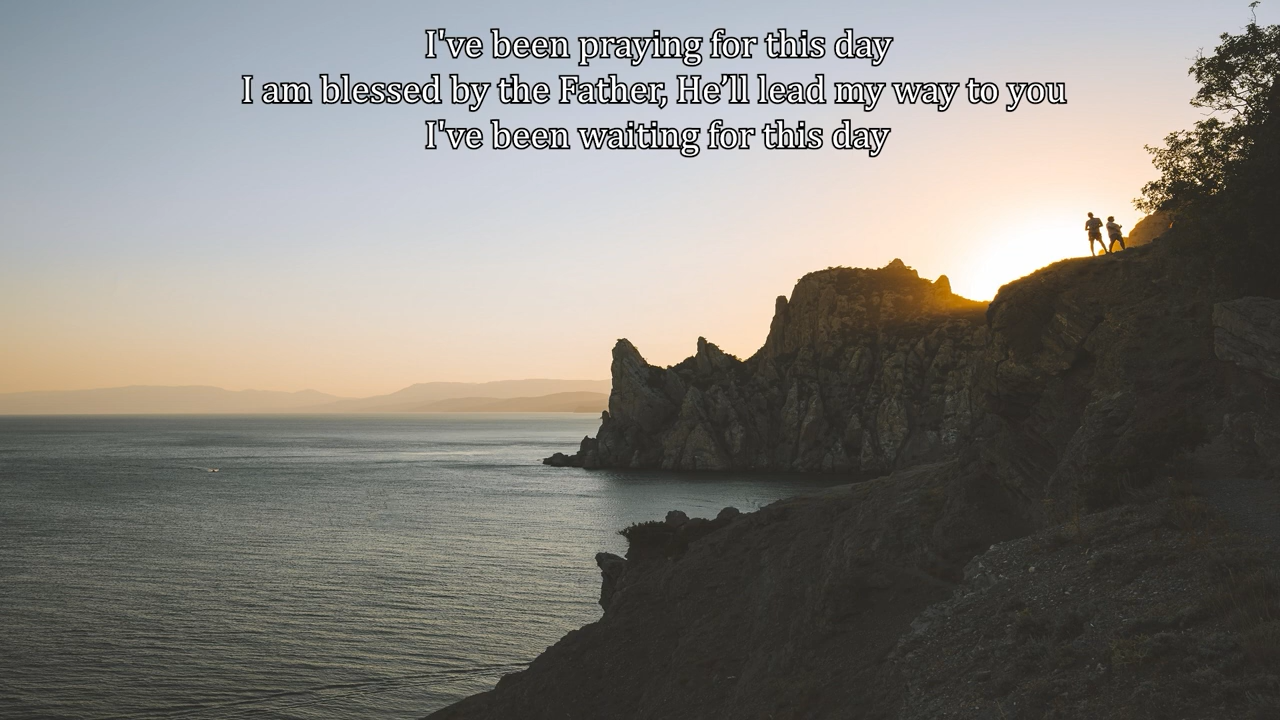 I've been praying for this day
I am blessed by the Father, He’ll lead my way to you
I've been waiting for this day